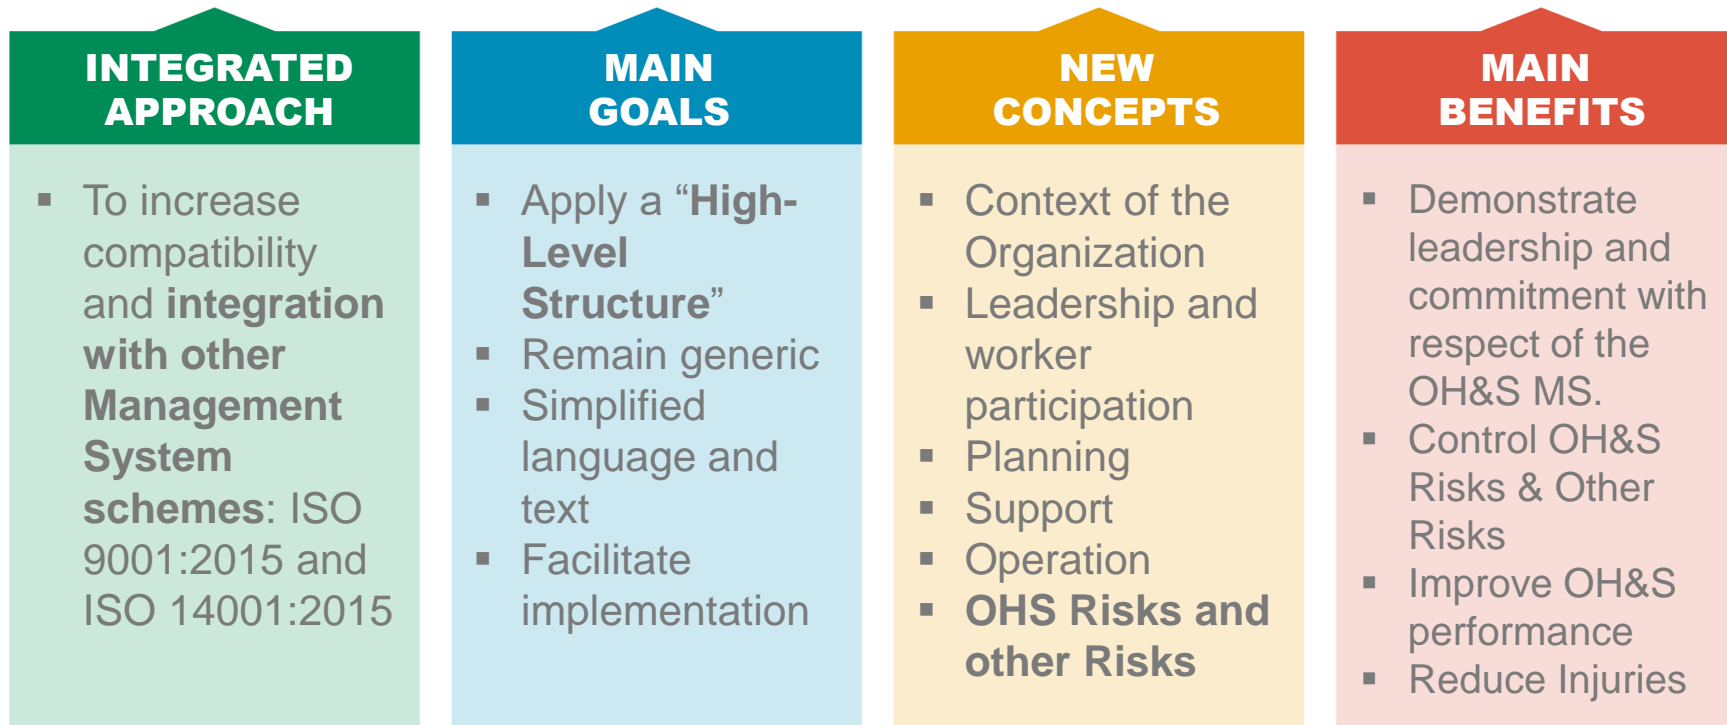 INTEGRATED
APPROACH
▪ To increase
compatibility
and integration
with other
Management
System
schemes: ISO
9001:2015 and
ISO 14001:2015
MAIN
GOALS
▪ Apply a “High-
Level
Structure”
▪ Remain generic
▪ Simplified
language and
text
▪ Facilitate
implementation
NEW
CONCEPTS
▪ Context of the
Organization
▪ Leadership and
worker
participation
▪ Planning
▪ Support
▪ Operation
▪ OHS Risks and
other Risks
MAIN
BENEFITS
▪ Demonstrate
leadership and
commitment with
respect of the
OH&S MS.
▪ Control OH&S
Risks & Other
Risks
▪ Improve OH&S
performance
▪ Reduce Injuries